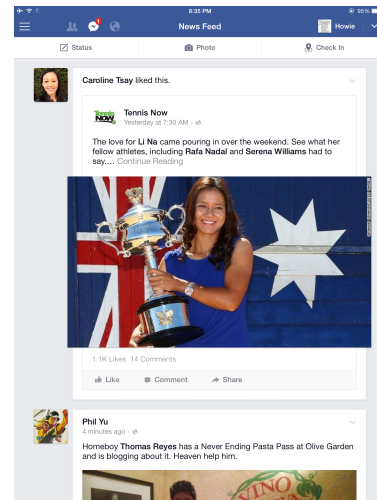 8:35 PM
95%
News Feed
Howie
Status
Photo
Check In
Caroline Tsay liked this.
Tennis NOW
Tennis Now
Yesterday at 7:30 AM
The love for Li Na came pouring in over the weekend. See what her
fellow athletes, including Rafa Nadal and Serena Williams had to
say.... Continue Reading
1.1K Likes 14 Comments
Like
Comment
Share
Phil Yu
4 minutes ago
Homeboy Thomas Reyes has a Never Ending Pasta Pass at Olive Garden
and is blogging about it. Heaven help him.